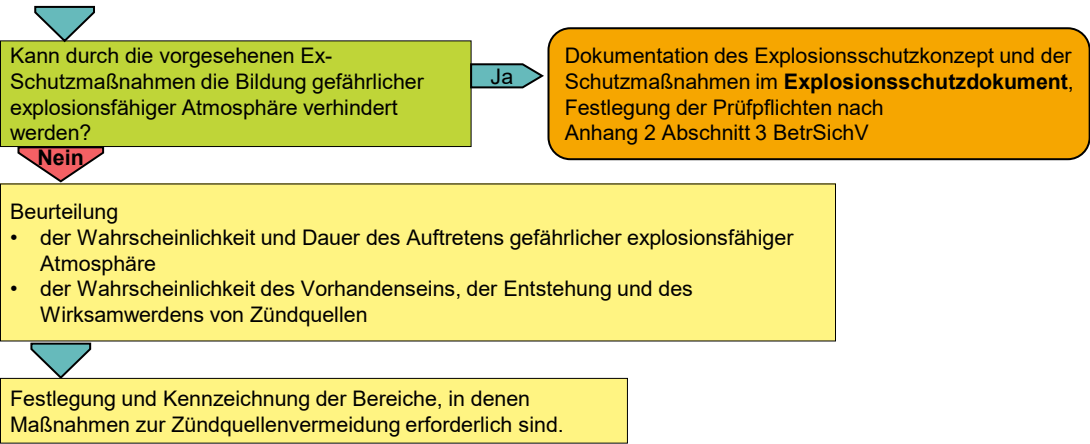 Kann durch die vorgesehenen Ex-
Schutzmaßnahmen die Bildung gefährlicher
explosionsfähiger Atmosphäre verhindert
werden?
Ja
Dokumentation des Explosionsschutzkonzept und der
Schutzmaßnahmen im Explosionsschutzdokument,
Festlegung der Prüfpflichten nach
Anhang 2 Abschnitt 3 BetrSichV
Nein
Beurteilung
• der Wahrscheinlichkeit und Dauer des Auftretens gefährlicher explosionsfähiger
Atmosphäre
• der Wahrscheinlichkeit des Vorhandenseins, der Entstehung und des
Wirksamwerdens von Zündquellen
Festlegung und Kennzeichnung der Bereiche, in denen
Maßnahmen zur Zündquellenvermeidung erforderlich sind.